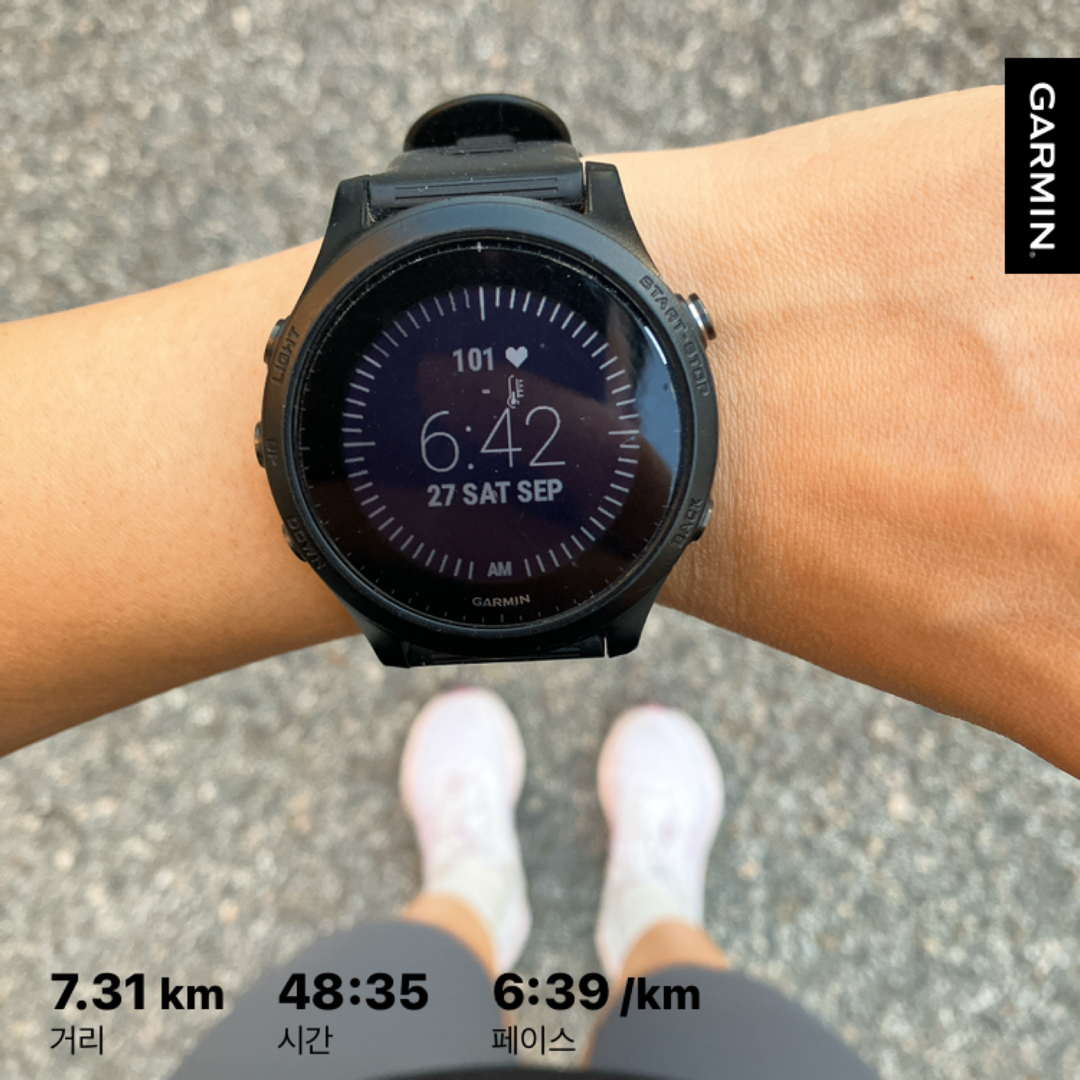 GARMIN
LIGHT
START·STOP
101
-
6:42
27 SAT SEP
UP
AM
DOWN
BACK
GARMIN
7.31 km
48:35
6:39 /km
거리
시간
페이스